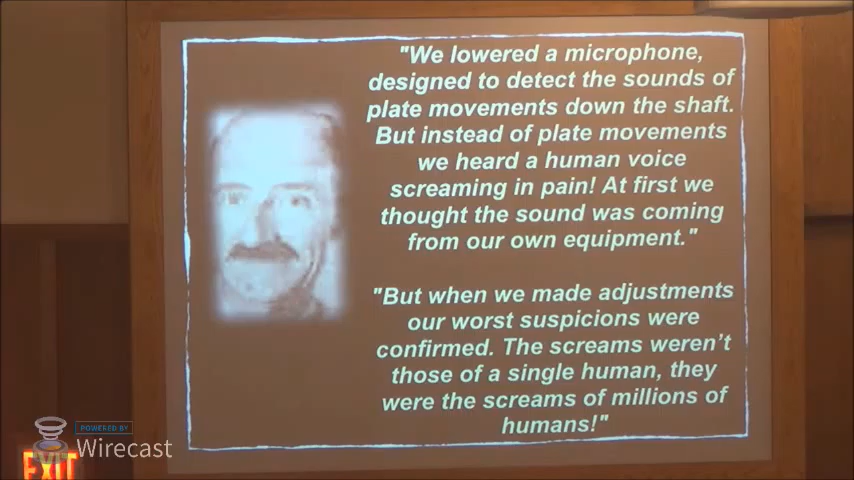 "We lowered a microphone,
designed to detect the sounds of
plate movements down the shaft.
But instead of plate movements
we heard a human voice
screaming in pain! At first we
thought the sound was coming
from our own equipment."
"But when we made adjustments
our worst suspicions were
confirmed. The screams weren't
those of a single human, they
were the screams of millions of
humans!"
POWERED BY
Wirecast
EXIT